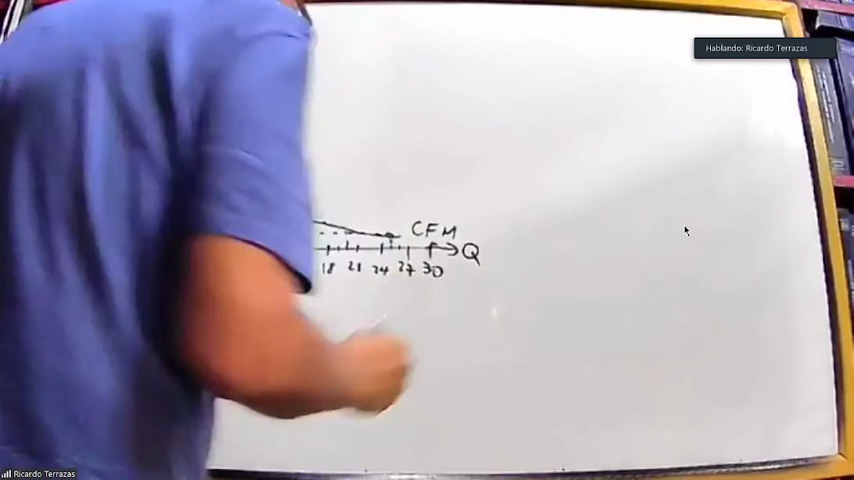 Hablando: Ricardo Terrazas
CFM
Q
18 21 24 27 30
Ricardo Terrazas